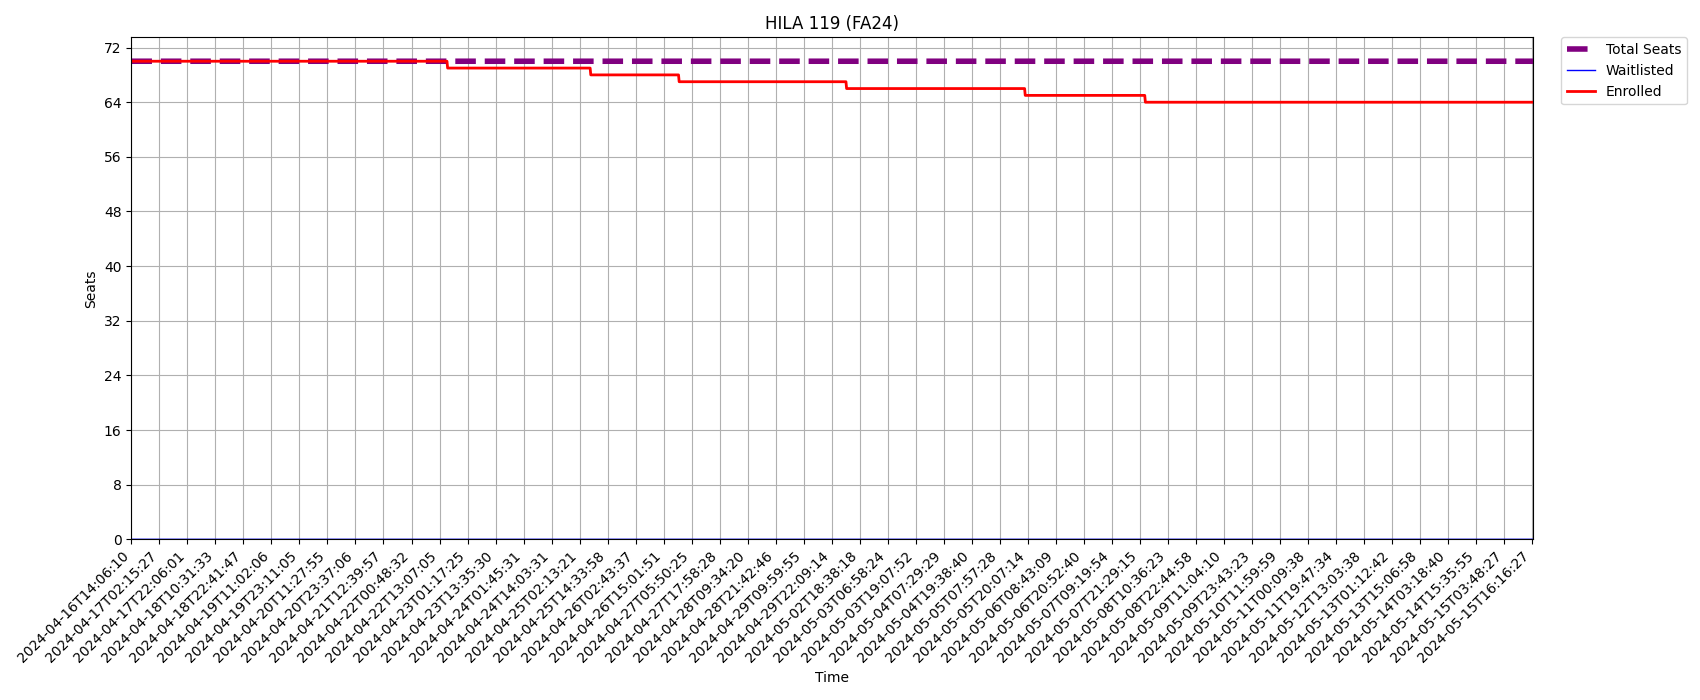 HILA 119 (FA24)
Total Seats
Waitlisted
Enrolled
Seats
72
64
56
48
40
32
24
16
8
0
2024-04-16T14:06:10
2024-04-17T02:15:27
2024-04-17T22:06:01
2024-04-18T10:31:33
2024-04-18T22:41:47
2024-04-19T11:02:06
2024-04-19T23:11:05
2024-04-20T11:27:55
2024-04-20T23:37:06
2024-04-21T12:39:57
2024-04-22T00:48:32
2024-04-22T13:07:05
2024-04-23T01:17:25
2024-04-23T13:35:30
2024-04-24T01:45:31
2024-04-24T14:03:31
2024-04-25T02:13:21
2024-04-25T14:33:58
2024-04-26T02:43:37
2024-04-26T15:01:51
2024-04-27T05:50:25
2024-04-27T17:58:28
2024-04-28T09:34:20
2024-04-28T21:42:46
2024-04-29T09:59:55
2024-04-29T22:09:14
2024-05-02T18:38:18
2024-05-03T06:58:24
2024-05-03T19:07:52
2024-05-04T07:29:29
2024-05-04T19:38:40
2024-05-05T07:57:28
2024-05-05T20:07:14
2024-05-06T08:43:09
2024-05-06T20:52:40
2024-05-07T09:19:54
2024-05-07T21:29:15
2024-05-08T10:36:23
2024-05-08T22:44:58
2024-05-09T11:04:10
2024-05-09T23:43:23
2024-05-10T11:59:59
2024-05-11T00:09:38
2024-05-11T19:47:34
2024-05-12T13:03:38
2024-05-13T01:12:42
2024-05-13T15:06:58
2024-05-14T03:18:40
2024-05-14T15:35:55
2024-05-15T03:48:27
2024-05-15T16:16:27
Time